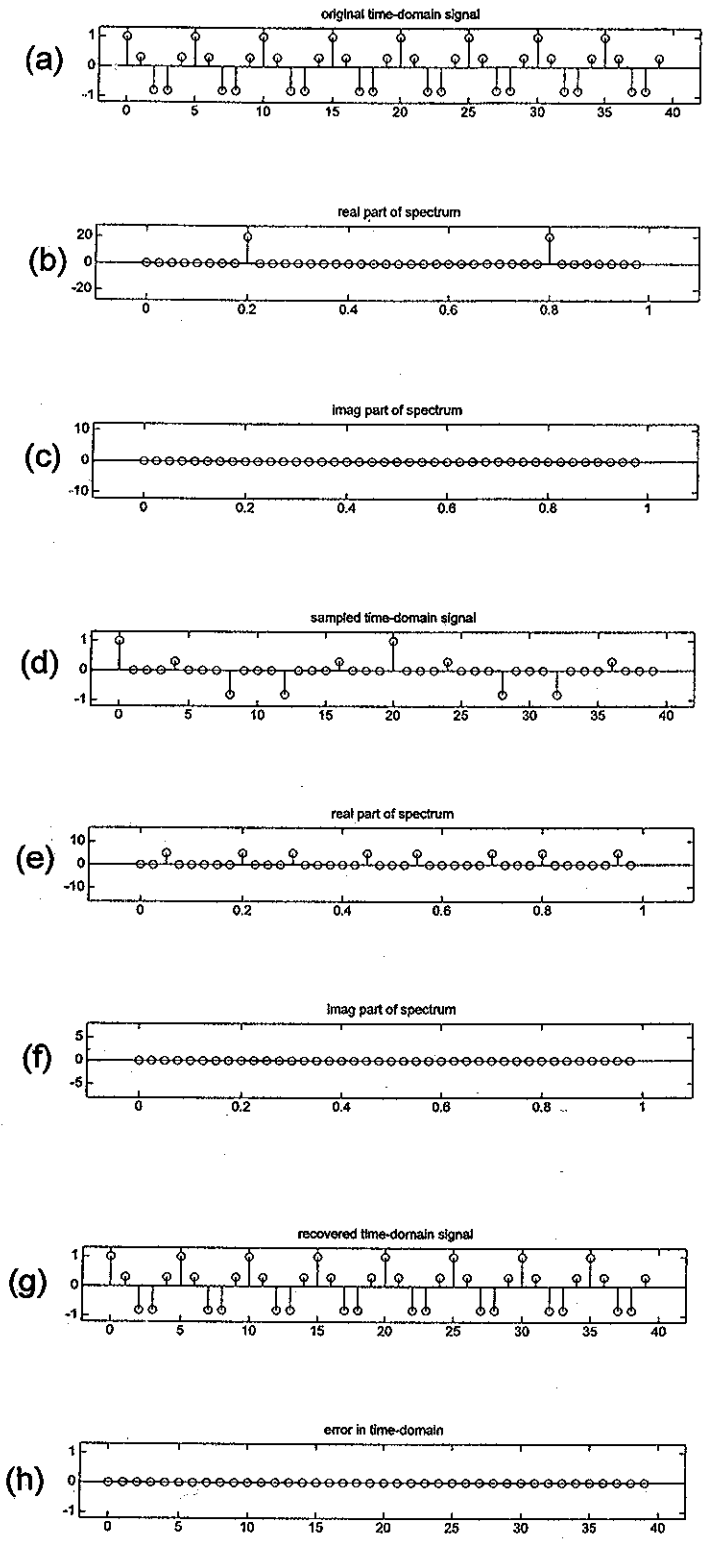 original time-domain signal
(a)
1
0
-1
0 5 10 15 20 25 30 35 40
real part of spectrum
(b)
20
0
-20
0 0.2 0.4 0.6 0.8 1
imag part of spectrum
(c)
10
0
-10
0 0.2 0.4 0.6 0.8 1
sampled time-domain signal
(d)
1
0
-1
0 5 10 15 20 25 30 35 40
real part of spectrum
(e)
10
0
-10
0 0.2 0.4 0.6 0.8 1
imag part of spectrum
(f)
5
0
-5
0 0.2 0.4 0.6 0.8 1
recovered time-domain signal
(g)
1
0
-1
0 5 10 15 20 25 30 35 40
error in time-domain
(h)
1
0
-1
0 5 10 15 20 25 30 35 40